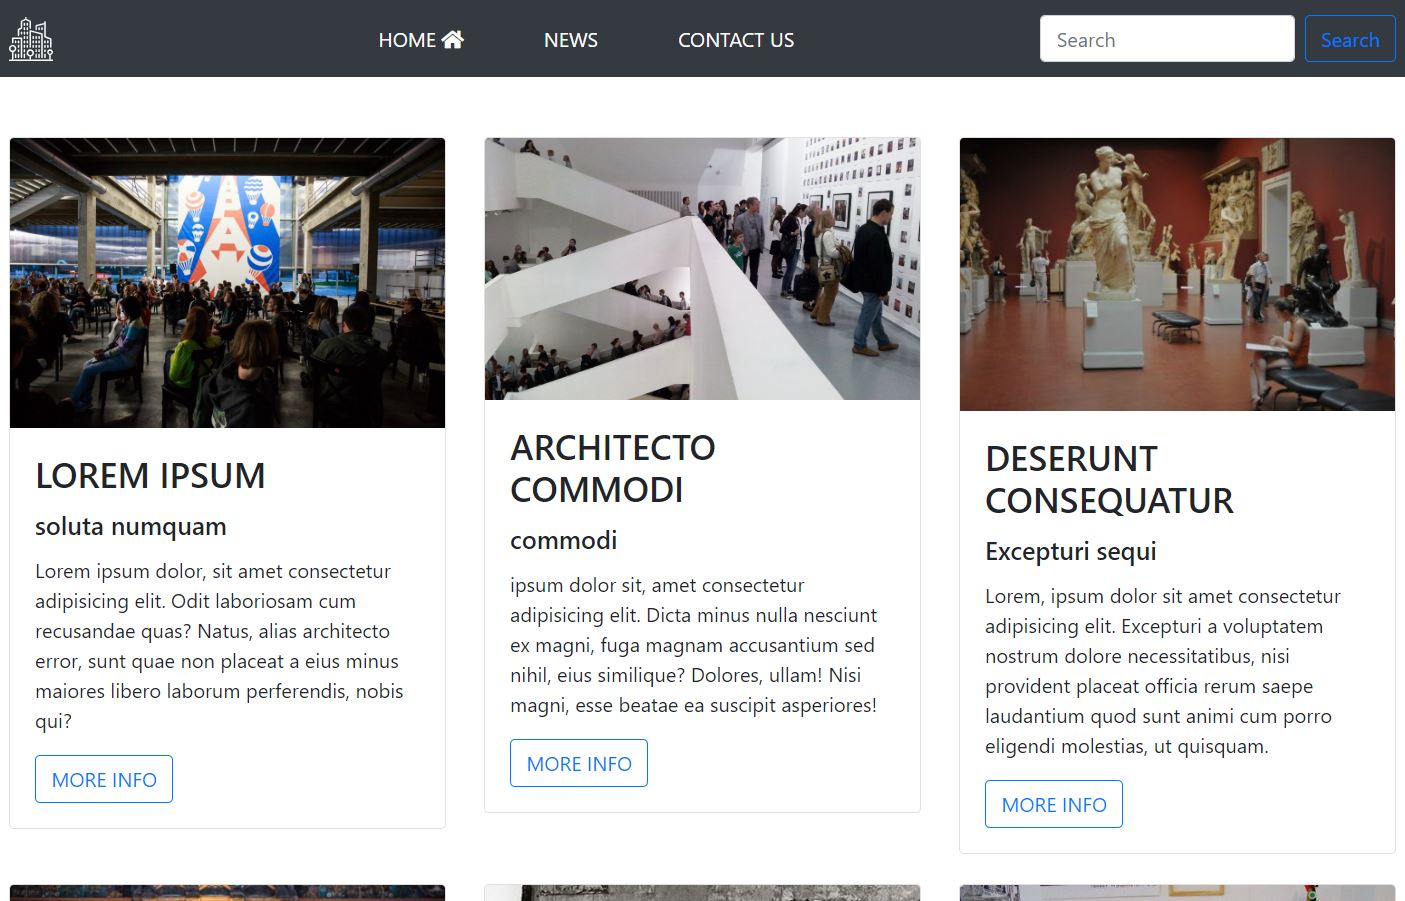 HOME
NEWS
CONTACT US
Search
Search
LOREM IPSUM
soluta numquam
Lorem ipsum dolor, sit amet consectetur
adipisicing elit. Odit laboriosam cum
recusandae quas? Natus, alias architecto
error, sunt quae non placeat a eius minus
maiores libero laborum perferendis, nobis
qui?
MORE INFO
ARCHITECTO
COMMODI
commodi
ipsum dolor sit, amet consectetur
adipisicing elit. Dicta minus nulla nesciunt
ex magni, fuga magnam accusantium sed
nihil, eius similique? Dolores, ullam! Nisi
magni, esse beatae ea suscipit asperiores!
MORE INFO
DESERUNT
CONSEQUATUR
Excepturi sequi
Lorem, ipsum dolor sit amet consectetur
adipisicing elit. Excepturi a voluptatem
nostrum dolore necessitatibus, nisi
provident placeat officia rerum saepe
laudantium quod sunt animi cum porro
eligendi molestias, ut quisquam.
MORE INFO